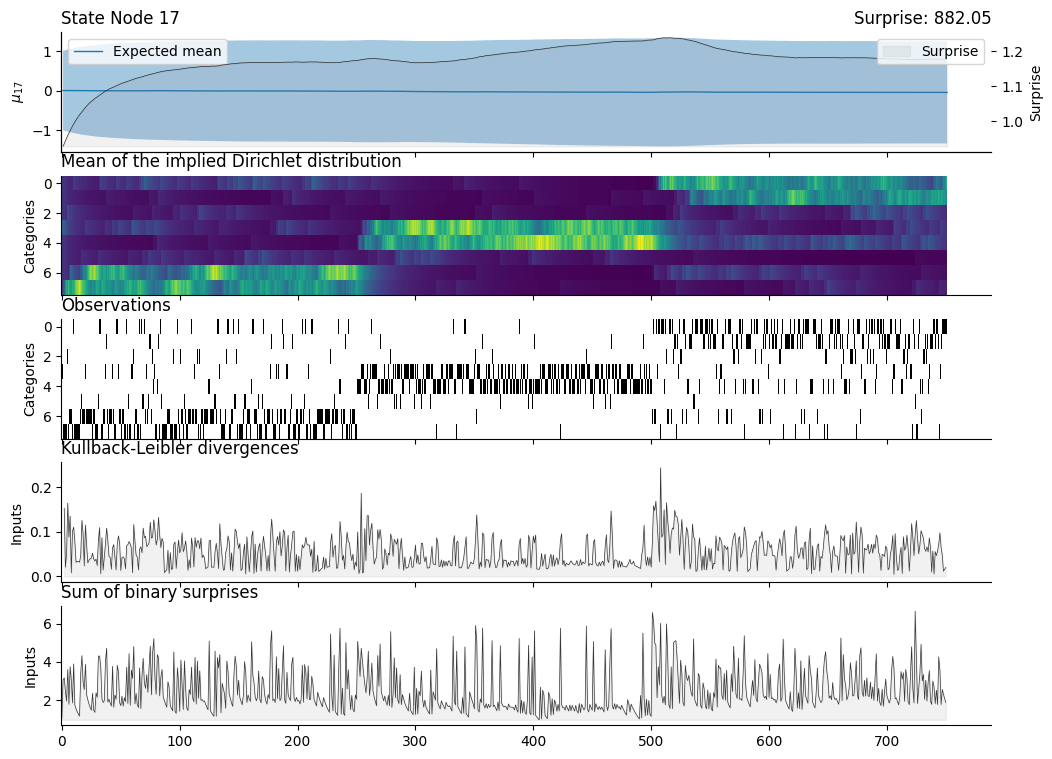 State Node 17 Surprise: 882.05
Expected mean
Surprise
1
0
−1
μ17
1.2
1.1
1.0
Surprise
Mean of the implied Dirichlet distribution
0
2
4
6
Categories
Observations
0
2
4
6
Categories
Kullback-Leibler divergences
0.2
0.1
0.0
Inputs
Sum of binary surprises
6
4
2
Inputs
0 100 200 300 400 500 600 700